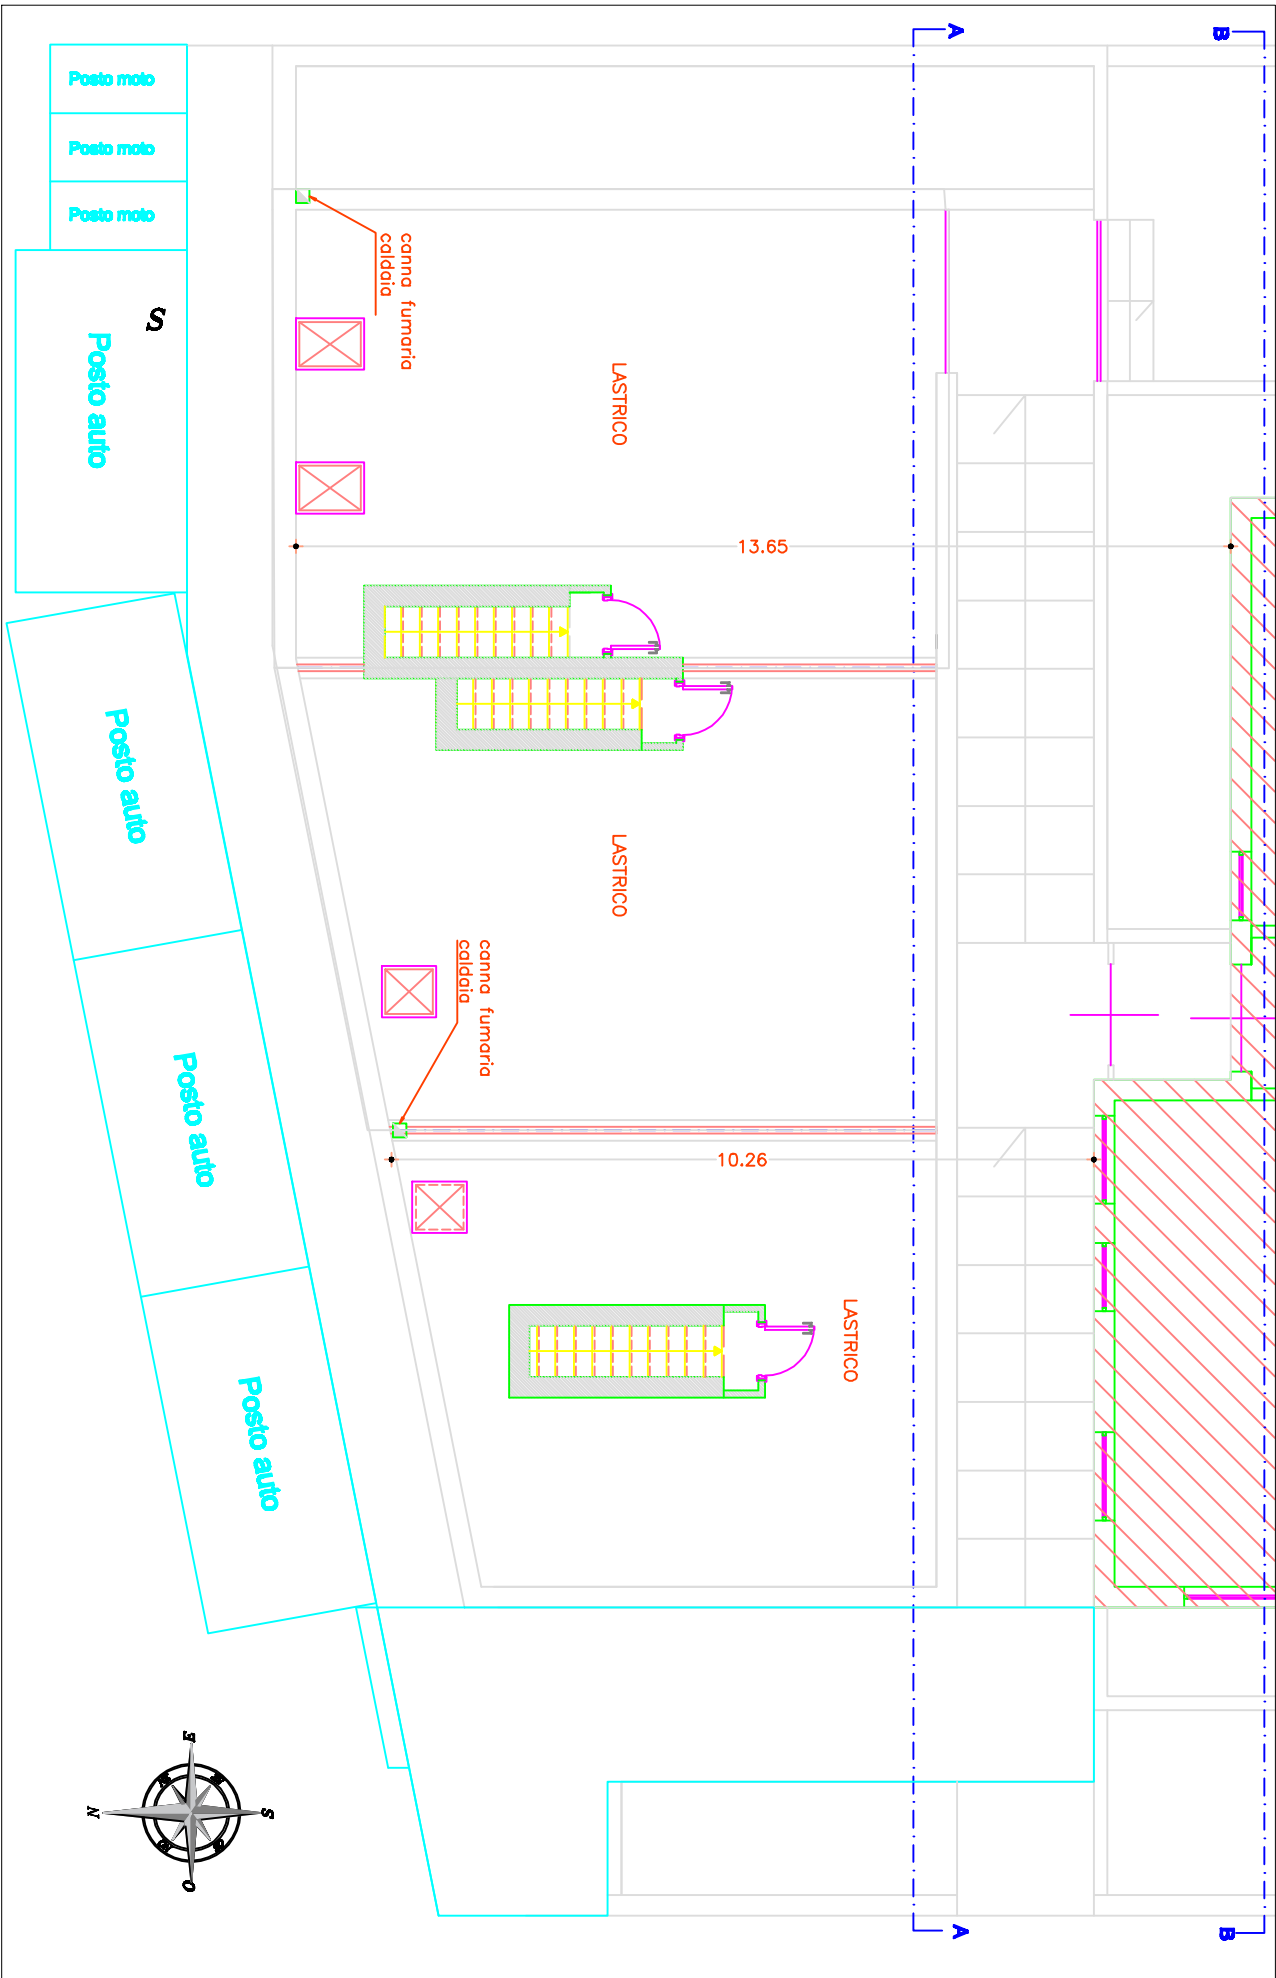 A
B
Posto moto
Posto moto
Posto moto
S
Posto auto
canna fumaria
caldaia
LASTRICO
13.65
Posto auto
LASTRICO
canna fumaria
caldaia
Posto auto
10.26
LASTRICO
Posto auto
E
N
S
O
A
B